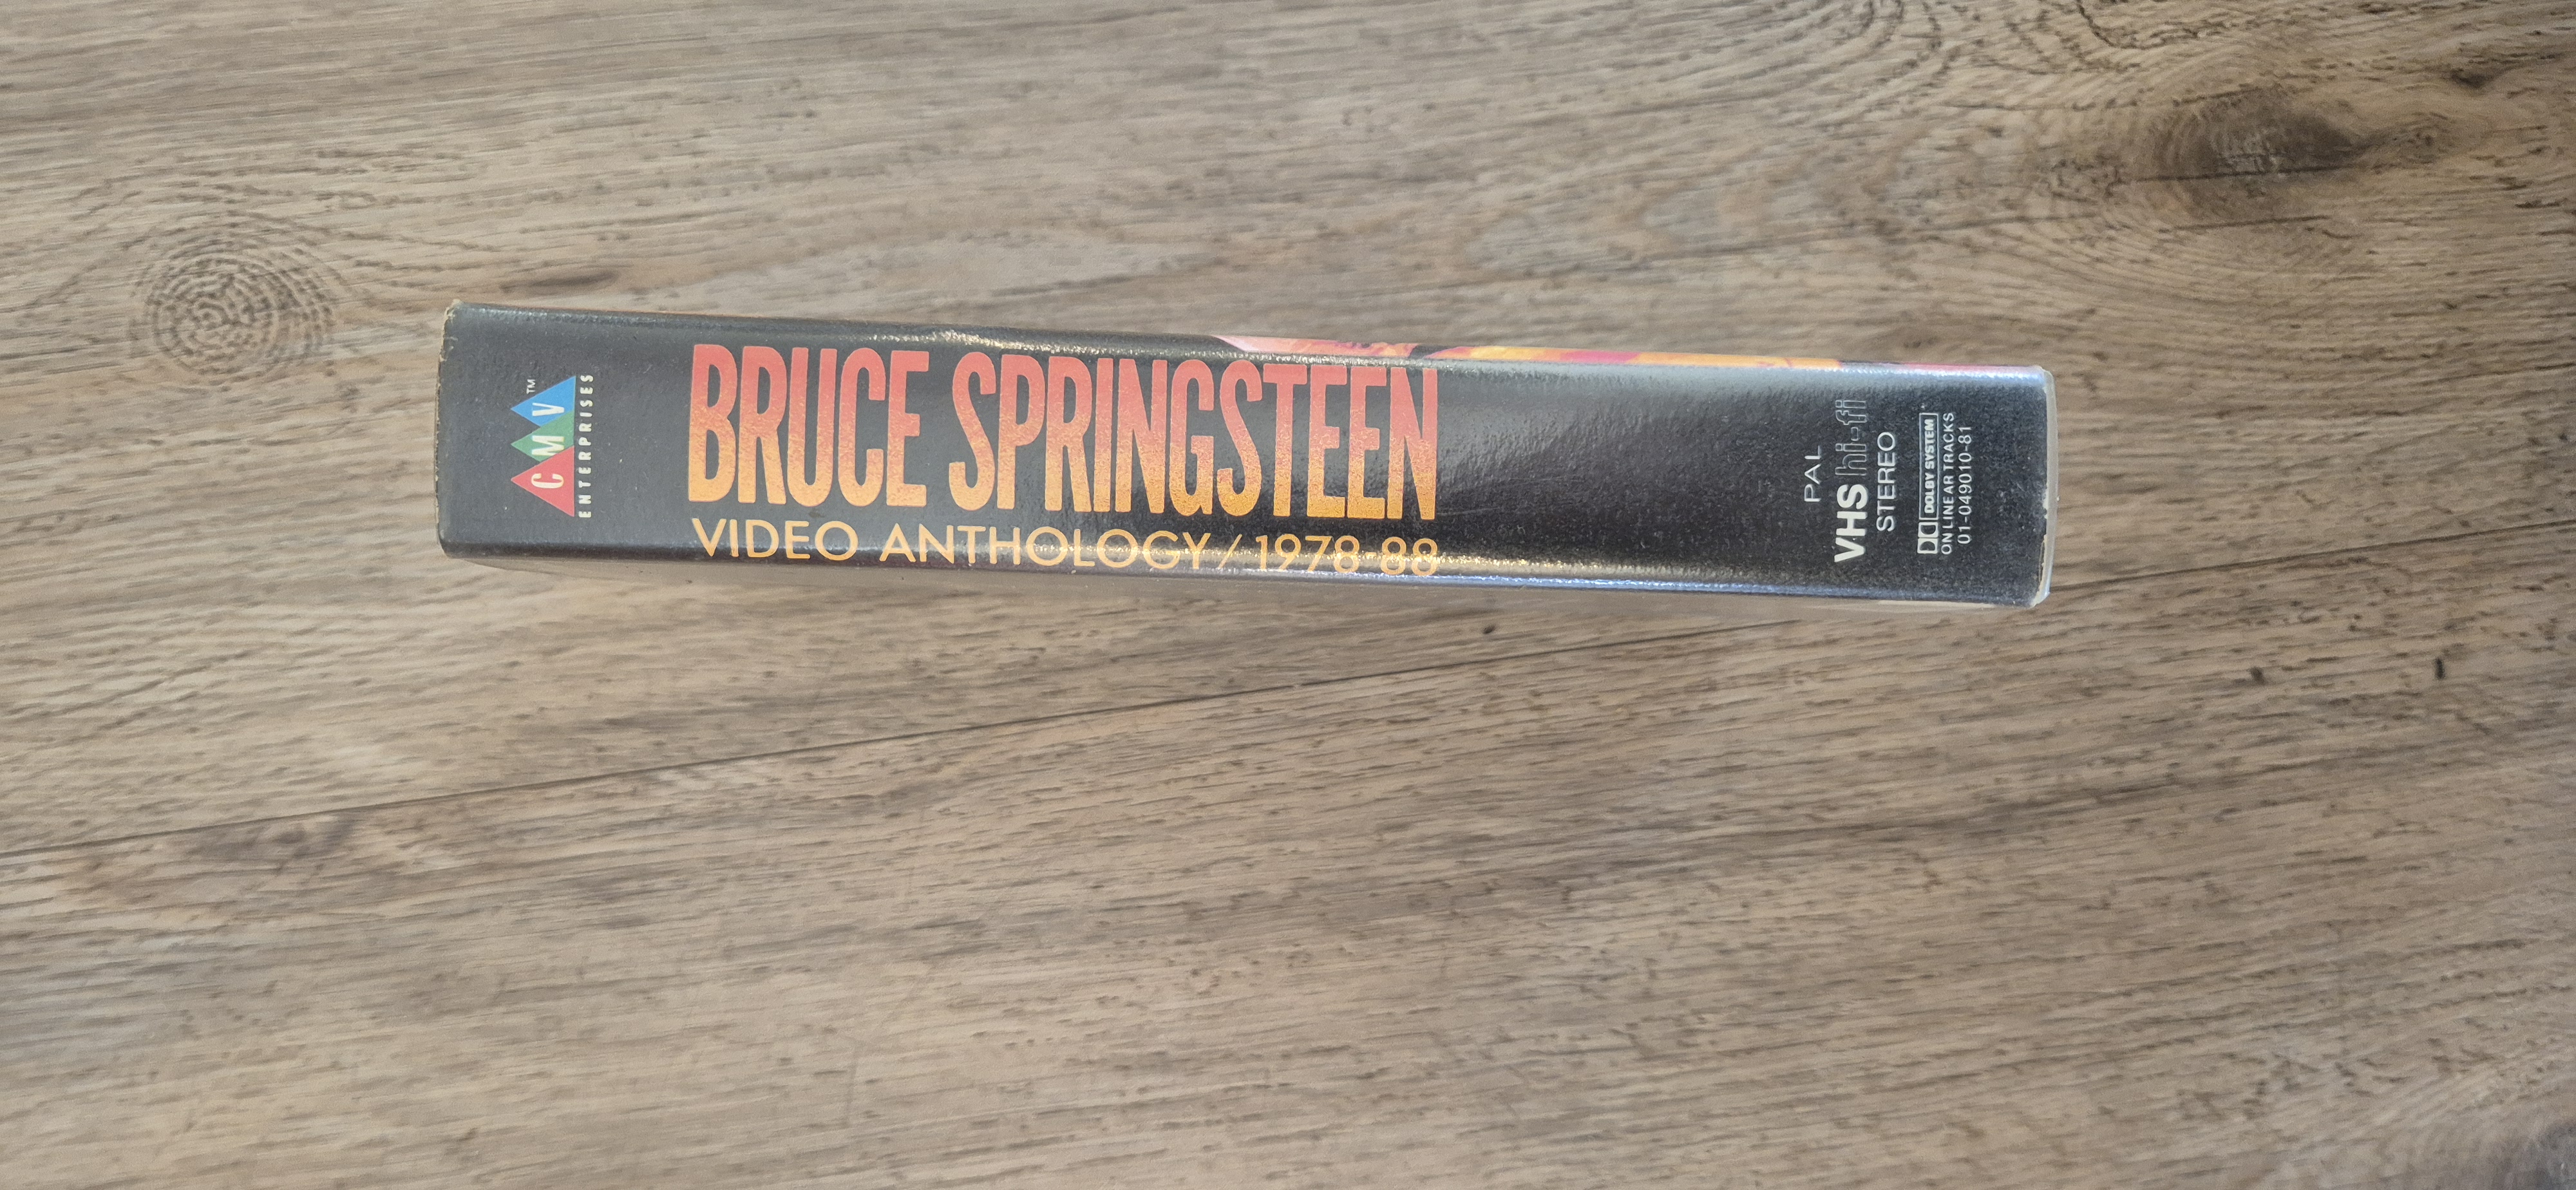 CMV™
ENTERPRISES
BRUCE SPRINGSTEEN
VIDEO ANTHOLOGY/1978-88
PAL
VHS hi-fi
STEREO
DOLBY SYSTEM
ON LINEAR TRACKS
01-049010-81